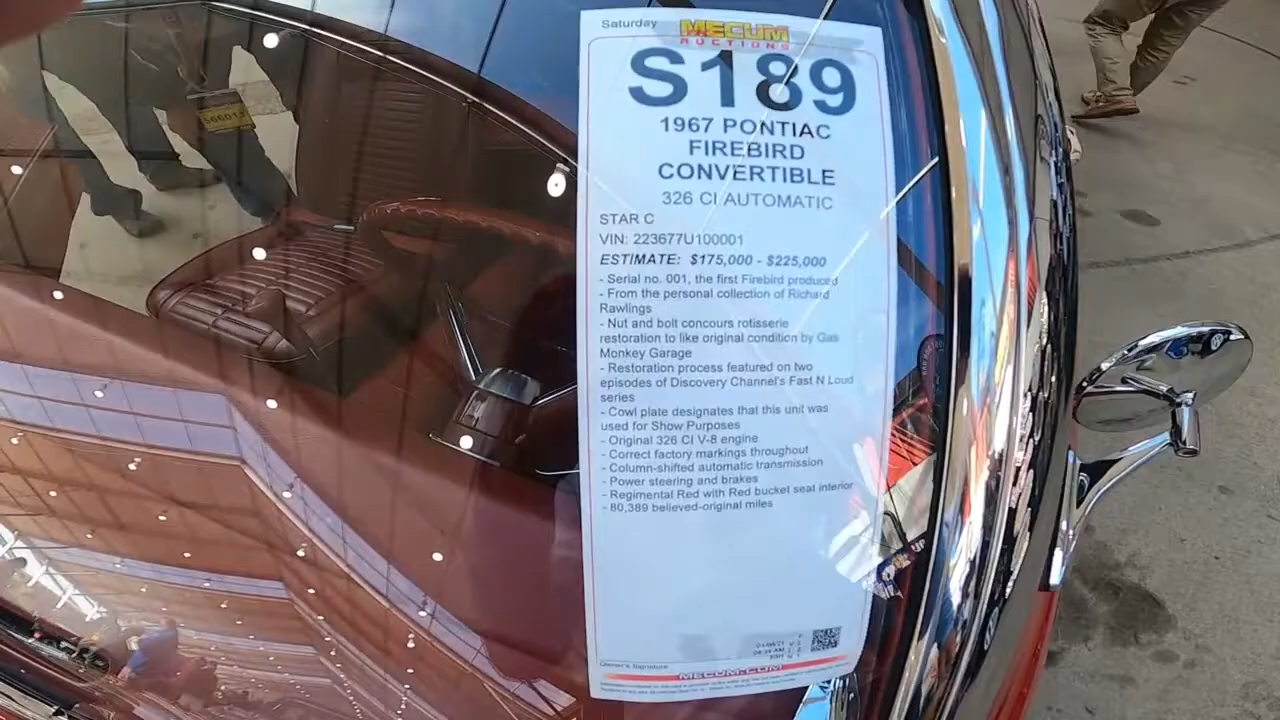 Saturday
MECUM
AUCTIONS
S189
1967 PONTIAC
FIREBIRD
CONVERTIBLE
326 CI AUTOMATIC
STAR C
VIN: 223677U100001
ESTIMATE: $175,000 - $225,000
- Serial no. 001, the first Firebird produced
- From the personal collection of Richard
Rawlings
- Nut and bolt concours rotisserie
restoration to like original condition by Gas
Monkey Garage
- Restoration process featured on two
episodes of Discovery Channel's Fast N Loud
series
- Cowl plate designates that this unit was
used for Show Purposes
- Original 326 CI V-8 engine
- Correct factory markings throughout
- Column-shifted automatic transmission
- Power steering and brakes
- Regimental Red with Red bucket seat interior
- 80,389 believed-original miles
Owner's Signature
MECUM.COM